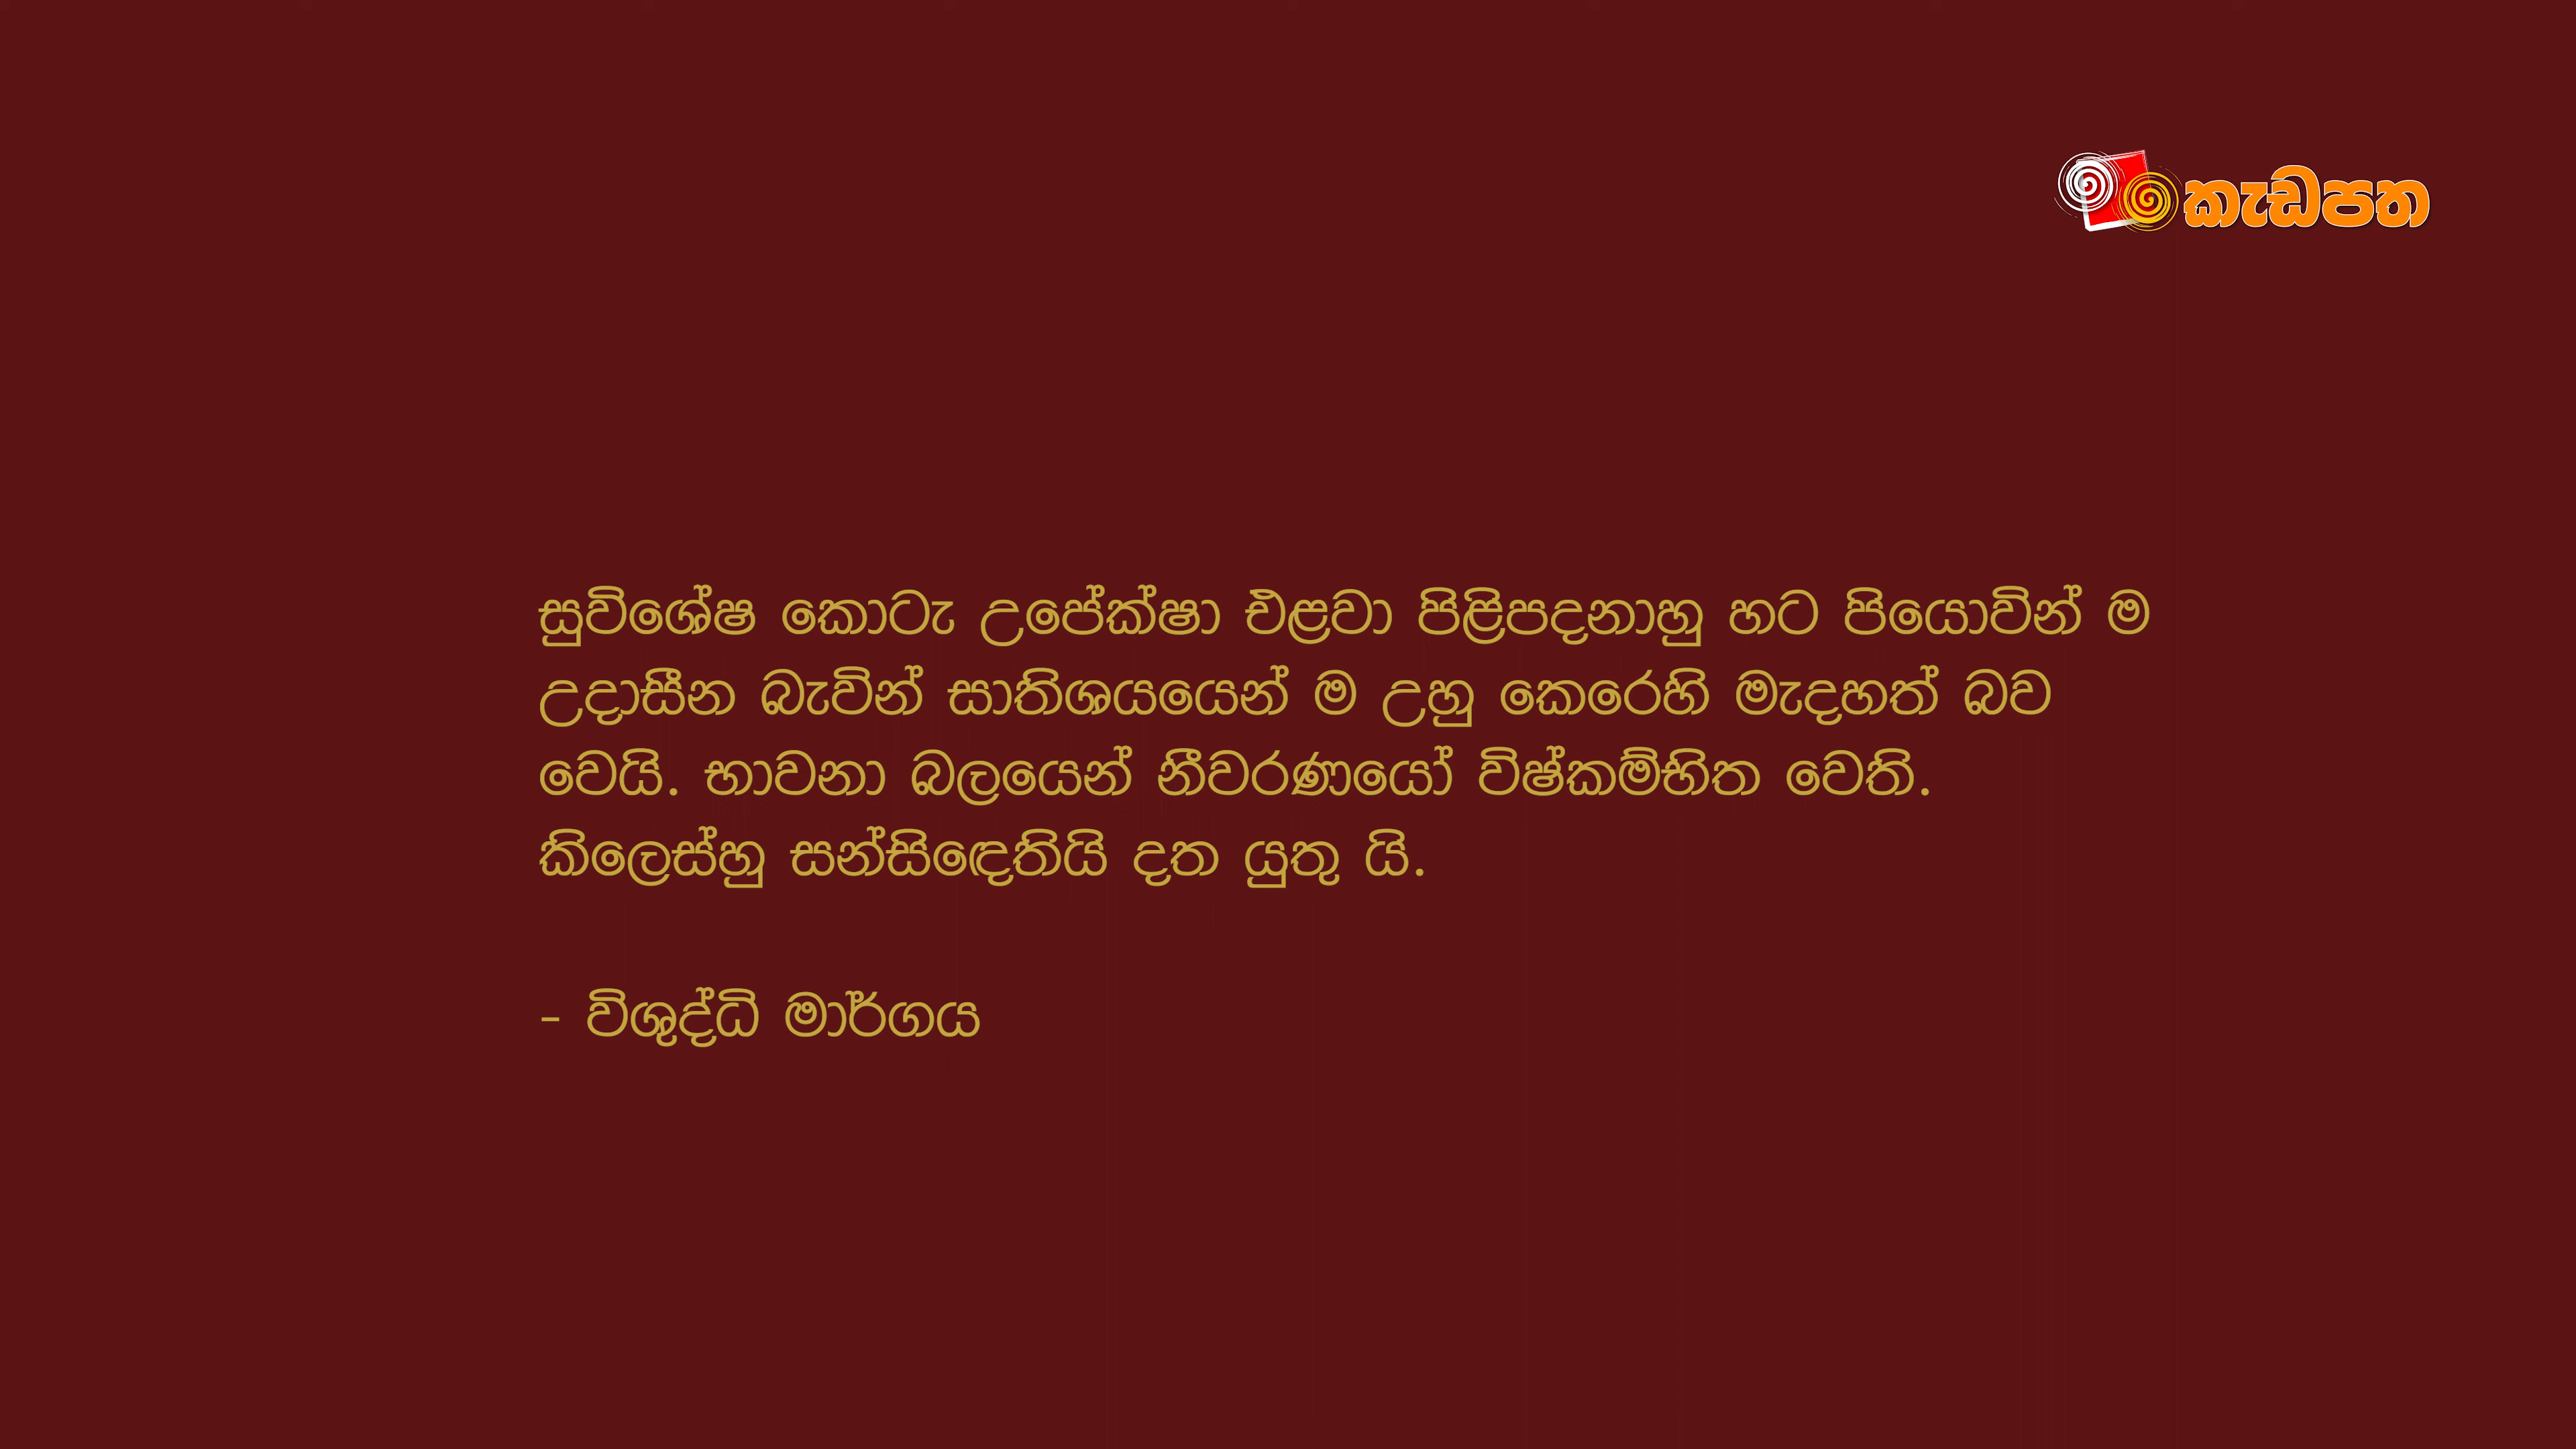 කැඩපත
සුවිශේෂ කොටැ උපේක්ෂා එළවා පිළිපදනාහු හට පියොවින් ම
උදාසීන බැවින් සාතිශයයෙන් ම උහු කෙරෙහි මැදහත් බව
වෙයි. භාවනා බලයෙන් නීවරණයෝ විෂ්කම්භිත වෙති.
කිලෙස්හු සන්සිඳෙතියි දත යුතු යි.
- විශුද්ධි මාර්ගය